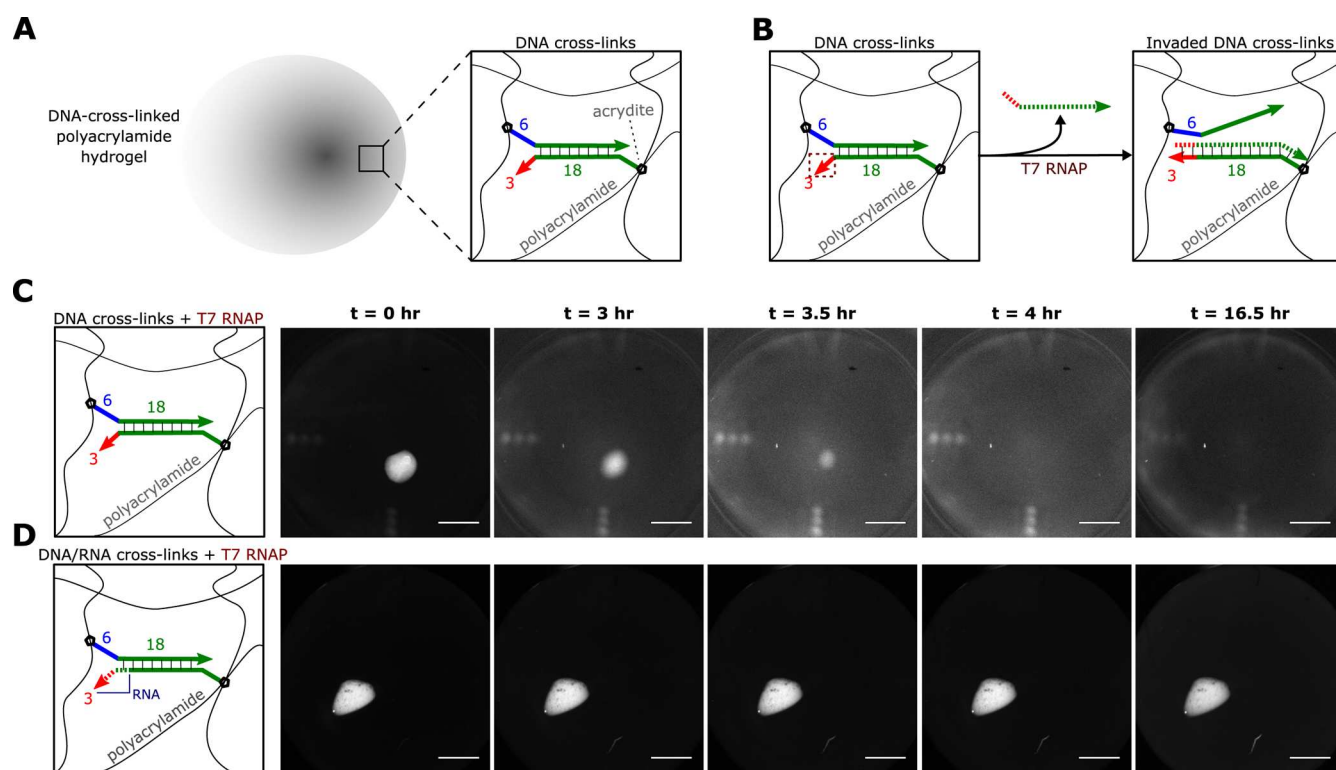 A
DNA-cross-linked
polyacrylamide
hydrogel
DNA cross-links
acrydite
6
18
3
polyacrylamide
B
DNA cross-links
6
18
3
polyacrylamide
T7 RNAP
Invaded DNA cross-links
6
18
3
polyacrylamide
C
DNA cross-links + T7 RNAP
6
18
3
polyacrylamide
t = 0 hr
t = 3 hr
t = 3.5 hr
t = 4 hr
t = 16.5 hr
D
DNA/RNA cross-links + T7 RNAP
6
18
3
RNA
polyacrylamide